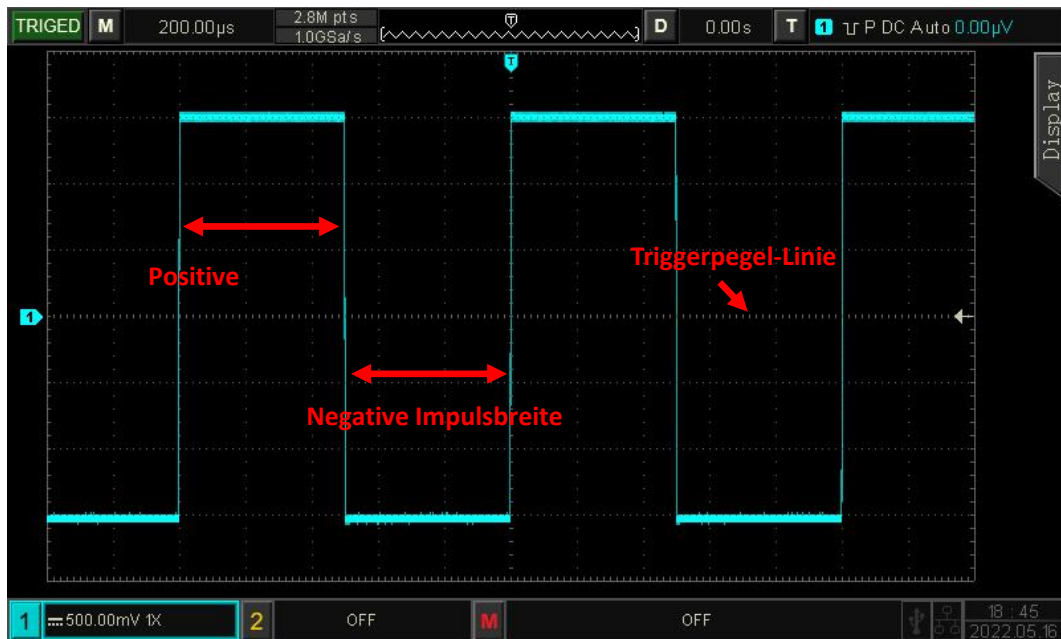 TRIGED M 200.00µs 2.8M pts D 0.00s T 1 P DC Auto 0.00µV
1.0GSa/s
T
T
Display
Positive
Triggerpegel-Linie
1
Negative Impulsbreite
1 500.00mV 1X 2 OFF M OFF 18:45
2022.05.16